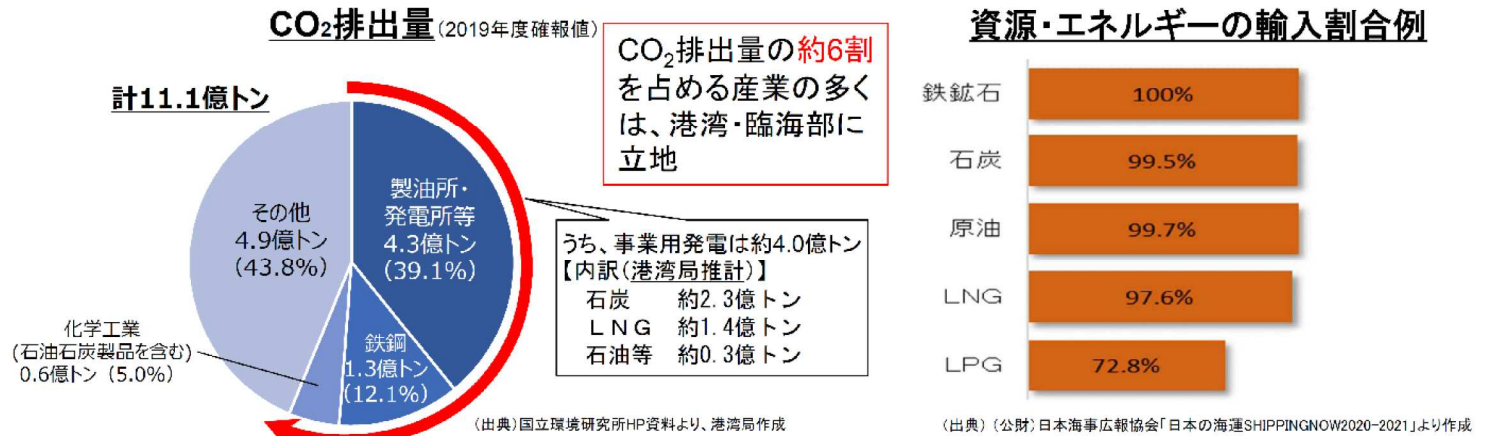 CO₂排出量(2019年度確報値)
計11.1億トン
製油所・
発電所等
4.3億トン
(39.1%)
鉄鋼
1.3億トン
(12.1%)
化学工業
(石油石炭製品を含む)
0.6億トン (5.0%)
その他
4.9億トン
(43.8%)
CO₂排出量の約6割
を占める産業の多く
は、港湾・臨海部に
立地
うち、事業用発電は約4.0億トン
【内訳(港湾局推計)】
石炭 約2.3億トン
LNG 約1.4億トン
石油等 約0.3億トン
(出典)国立環境研究所HP資料より、港湾局作成
資源・エネルギーの輸入割合例
鉄鉱石 100%
石炭 99.5%
原油 99.7%
LNG 97.6%
LPG 72.8%
(出典) (公財)日本海事広報協会「日本の海運SHIPPINGNOW2020-2021」より作成